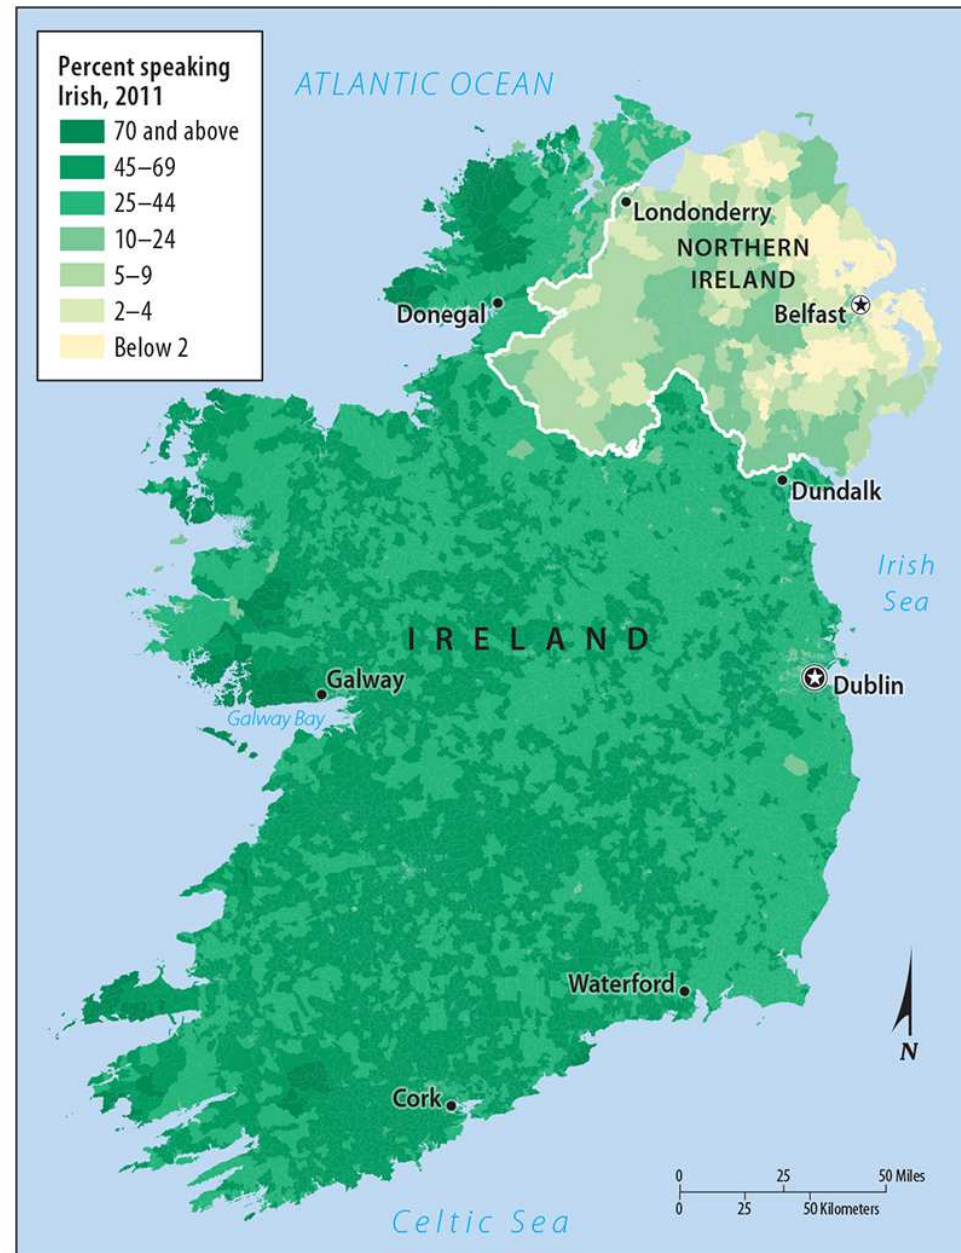 Percent speaking
Irish, 2011
70 and above
45–69
25–44
10–24
5–9
2–4
Below 2
ATLANTIC OCEAN
Londonderry
NORTHERN
IRELAND
Donegal
Belfast
Dundalk
Irish
Sea
IRELAND
Galway
Dublin
Galway Bay
Waterford
N
Cork
0 25 50 Miles
0 25 50 Kilometers
Celtic Sea